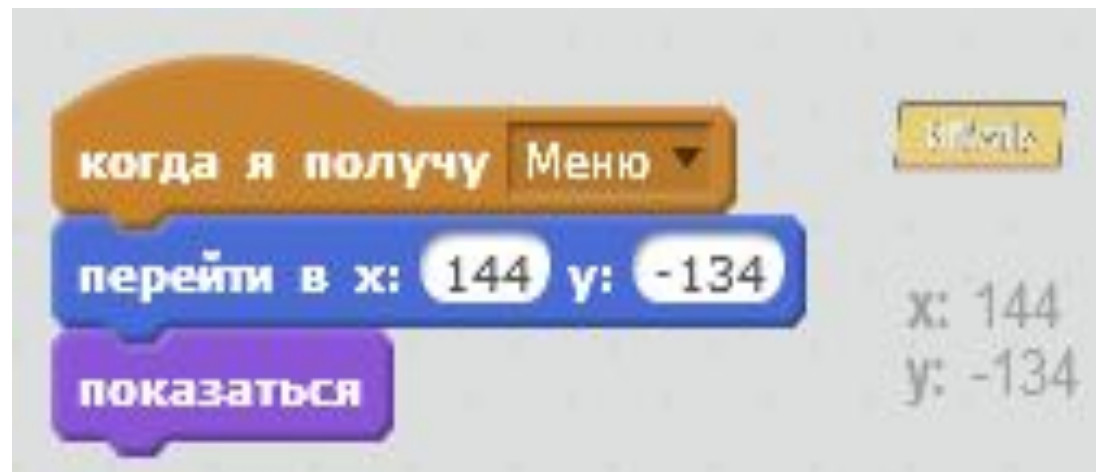 когда я получу Меню
перейти в x: 144 y: -134
показаться
x: 144
y: -134